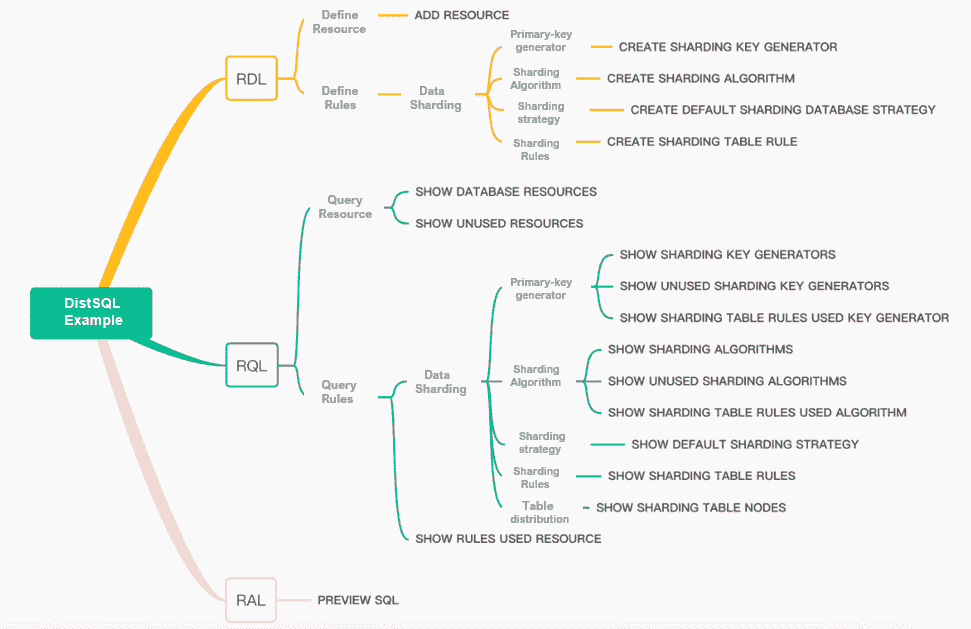 DistSQL
Example
RDL
Define
Resource
ADD RESOURCE
Define
Rules
Data
Sharding
Primary-key
generator
CREATE SHARDING KEY GENERATOR
Sharding
Algorithm
CREATE SHARDING ALGORITHM
Sharding
strategy
CREATE DEFAULT SHARDING DATABASE STRATEGY
Sharding
Rules
CREATE SHARDING TABLE RULE
RQL
Query
Resource
SHOW DATABASE RESOURCES
SHOW UNUSED RESOURCES
Query
Rules
Data
Sharding
Primary-key
generator
SHOW SHARDING KEY GENERATORS
SHOW UNUSED SHARDING KEY GENERATORS
SHOW SHARDING TABLE RULES USED KEY GENERATOR
Sharding
Algorithm
SHOW SHARDING ALGORITHMS
SHOW UNUSED SHARDING ALGORITHMS
SHOW SHARDING TABLE RULES USED ALGORITHM
Sharding
strategy
SHOW DEFAULT SHARDING STRATEGY
Sharding
Rules
SHOW SHARDING TABLE RULES
Table
distribution
SHOW SHARDING TABLE NODES
SHOW RULES USED RESOURCE
RAL
PREVIEW SQL